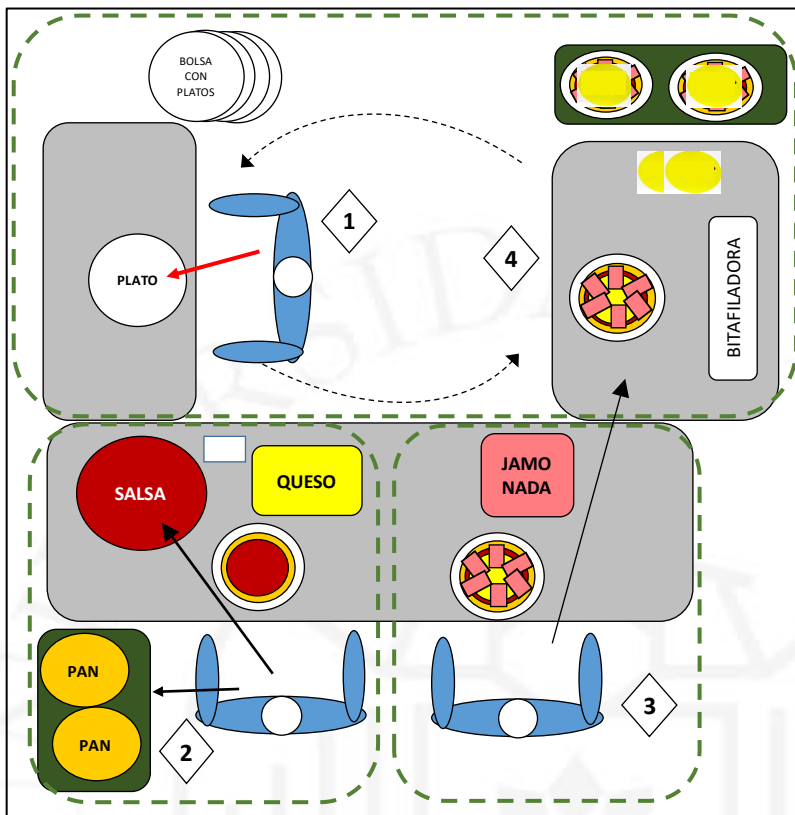 BOLSA
CON
PLATOS
1
PLATO
4
BITAFILADORA
SALSA
QUESO
JAMO
NADA
PAN
PAN
2
3